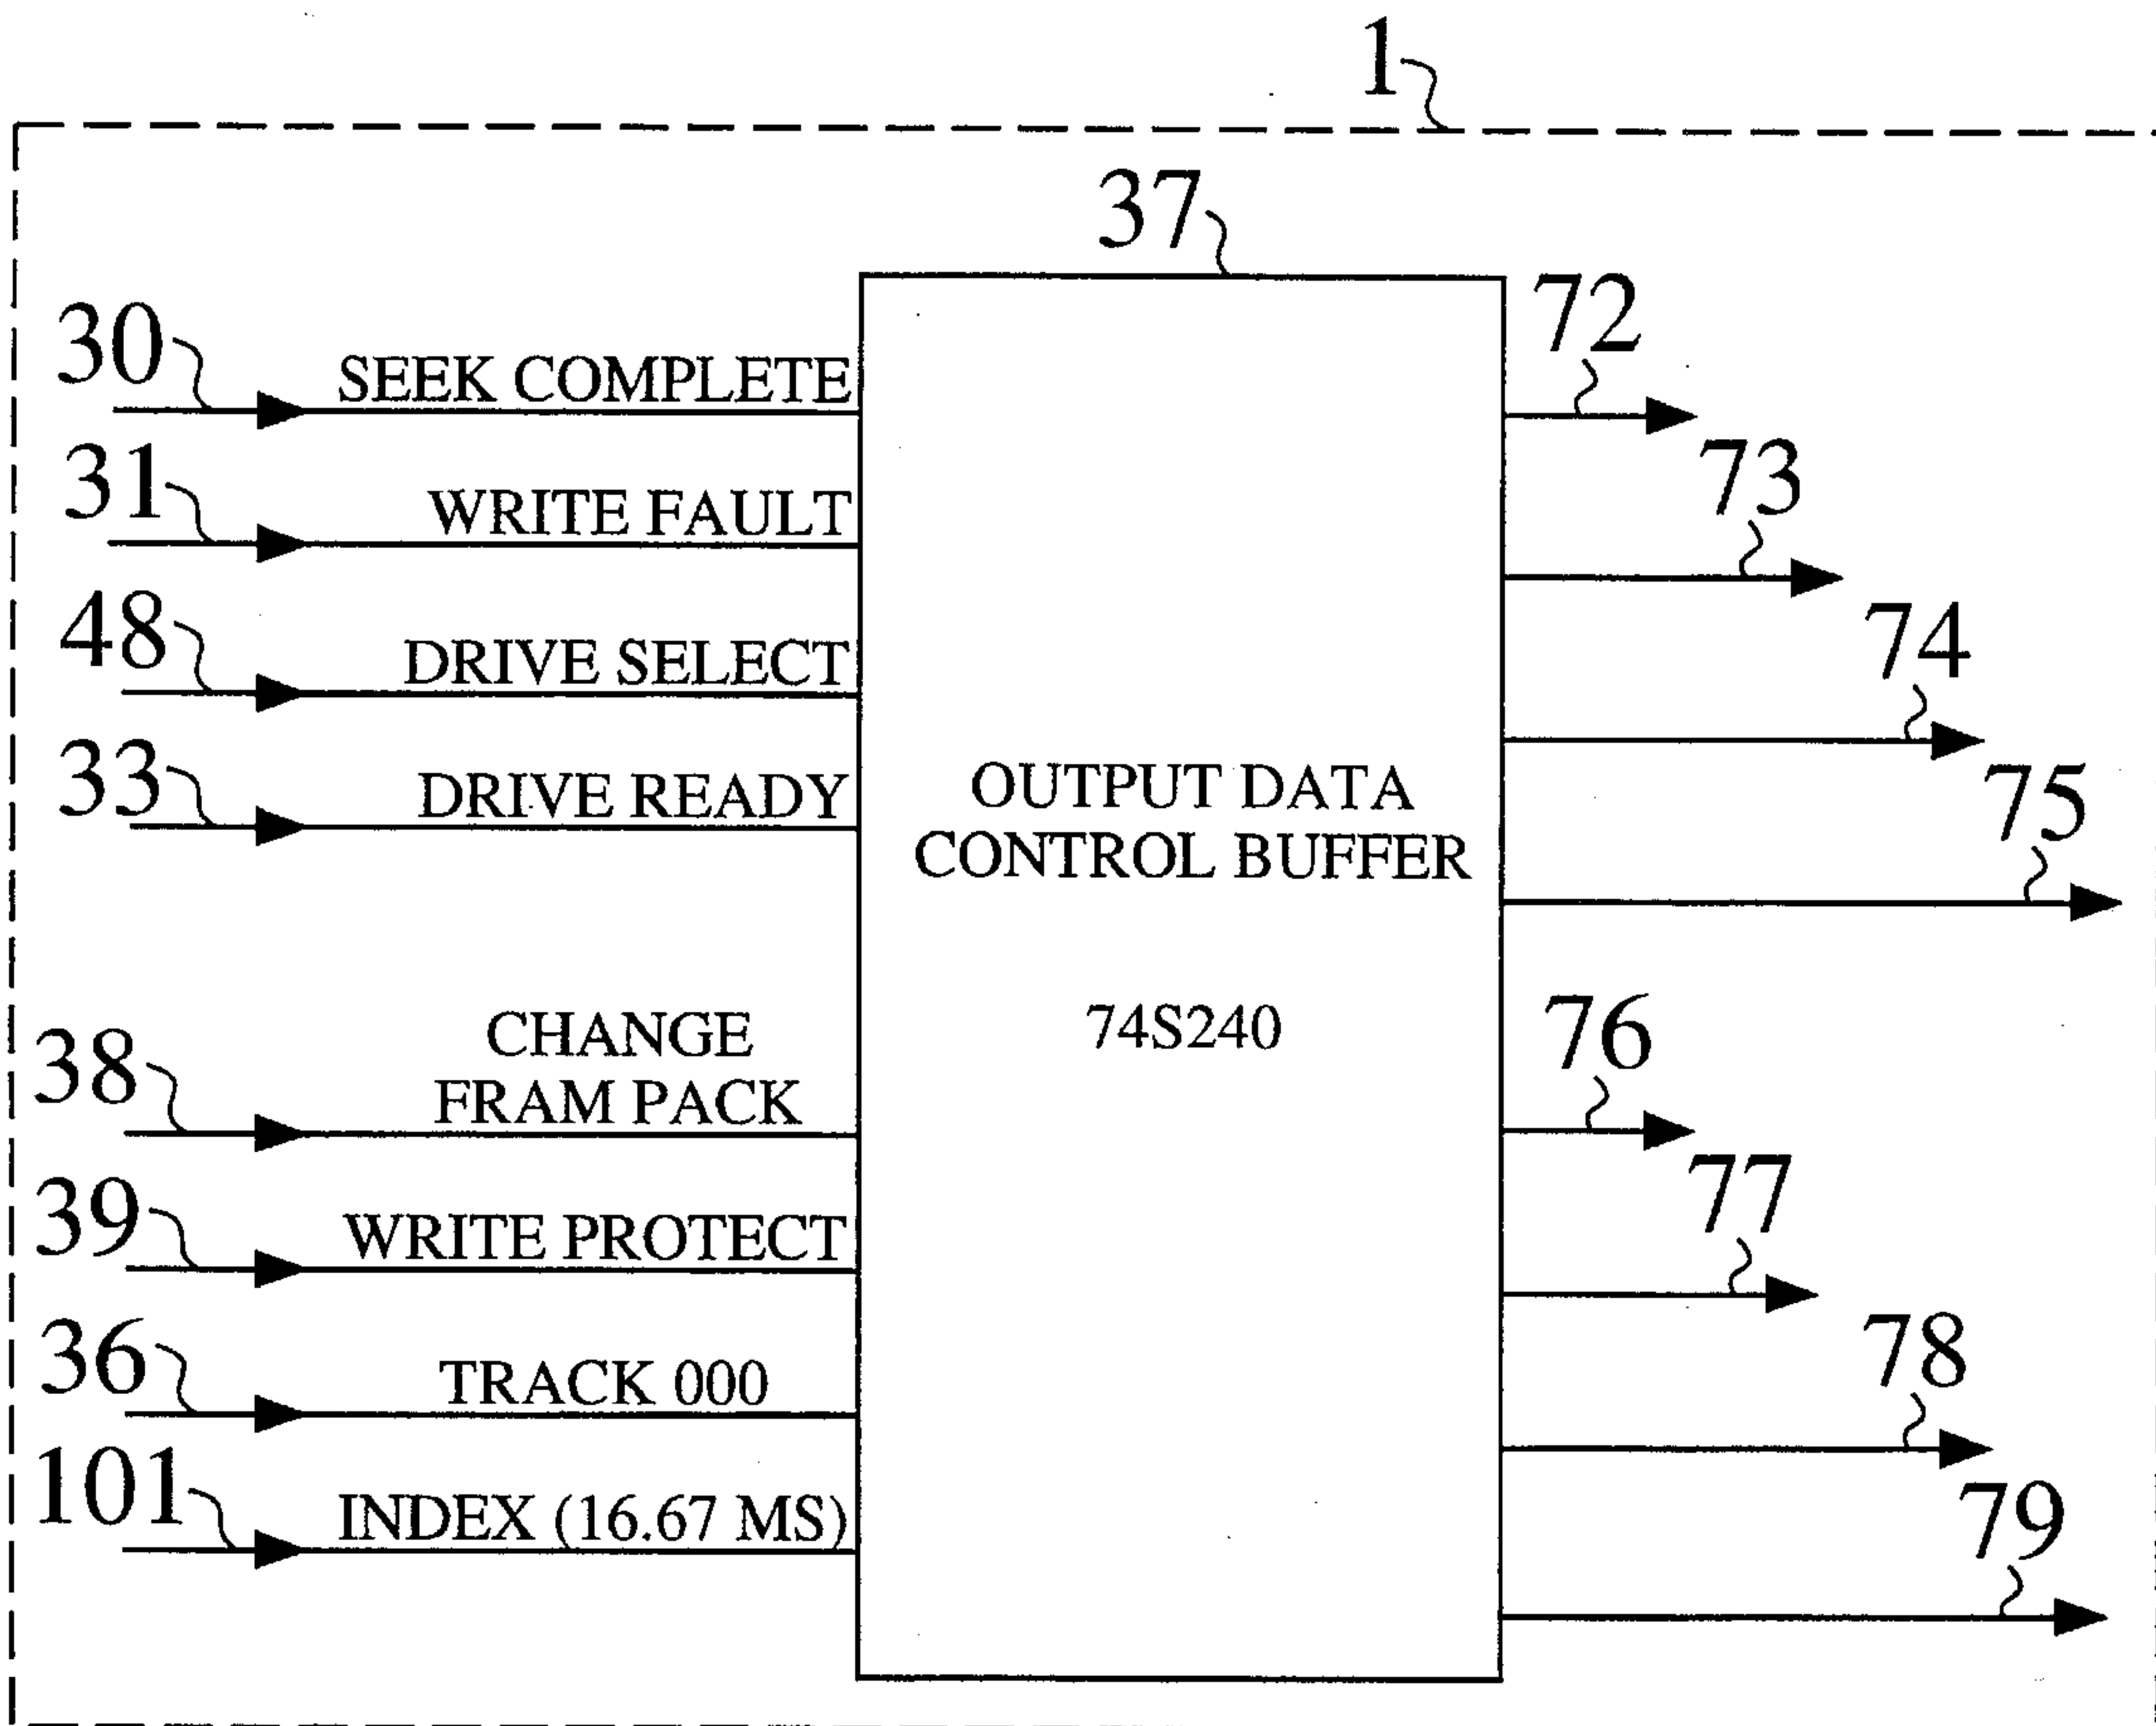 1
37
30
SEEK COMPLETE
72
31
WRITE FAULT
73
48
DRIVE SELECT
74
33
DRIVE READY
OUTPUT DATA
CONTROL BUFFER
75
74S240
38
CHANGE
FRAM PACK
76
39
WRITE PROTECT
77
36
TRACK 000
78
101
INDEX (16.67 MS)
79